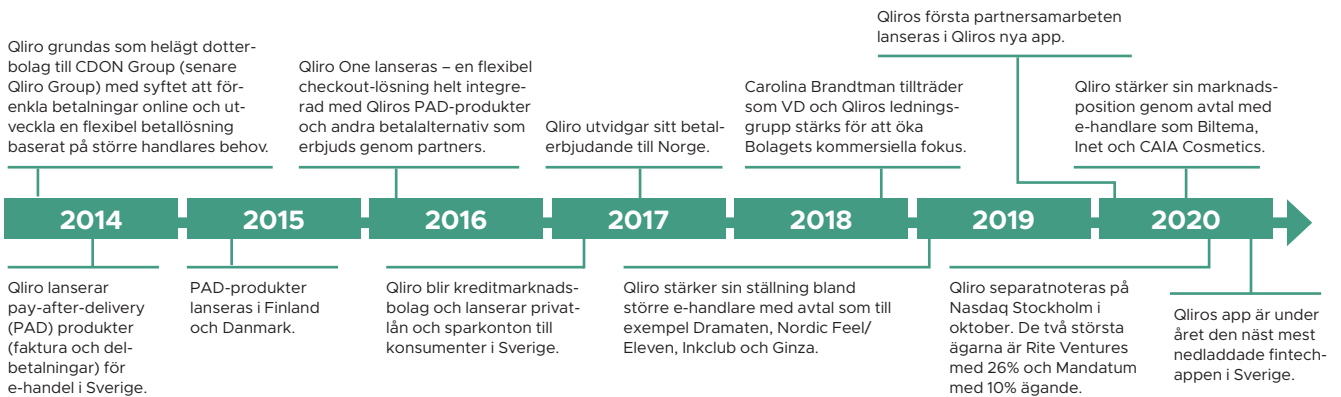 Qliro grundas som helägt dotter-
bolag till CDON Group (senare
Qliro Group) med syftet att för-
enkla betalningar online och ut-
veckla en flexibel betallösning
baserat på större handlares behov.
Qliro One lanseras – en flexibel
checkout-lösning helt integre-
rad med Qliros PAD-produkter
och andra betalalternativ som
erbjuds genom partners.
Qliro utvidgar sitt betal-
erbjudande till Norge.
Carolina Brandtman tillträder
som VD och Qliros lednings-
grupp stärks för att öka
Bolagets kommersiella fokus.
Qliros första partnersamarbeten
lanseras i Qliros nya app.
Qliro stärker sin marknads-
position genom avtal med
e-handlare som Biltema,
Inet och CAIA Cosmetics.
2014
2015
2016
2017
2018
2019
2020
Qliro lanserar
pay-after-delivery
(PAD) produkter
(faktura och del-
betalningar) för
e-handel i Sverige.
PAD-produkter
lanseras i Finland
och Danmark.
Qliro blir kreditmarknads-
bolag och lanserar privat-
lån och sparkonton till
konsumenter i Sverige.
Qliro stärker sin ställning bland
större e-handlare med avtal som till
exempel Dramaten, Nordic Feel/
Eleven, Inkclub och Ginza.
Qliro separatnoteras på
Nasdaq Stockholm i
oktober. De två största
ägarna är Rite Ventures
med 26% och Mandatum
med 10% ägande.
Qliros app är under
året den näst mest
nedladdade fintech-
appen i Sverige.